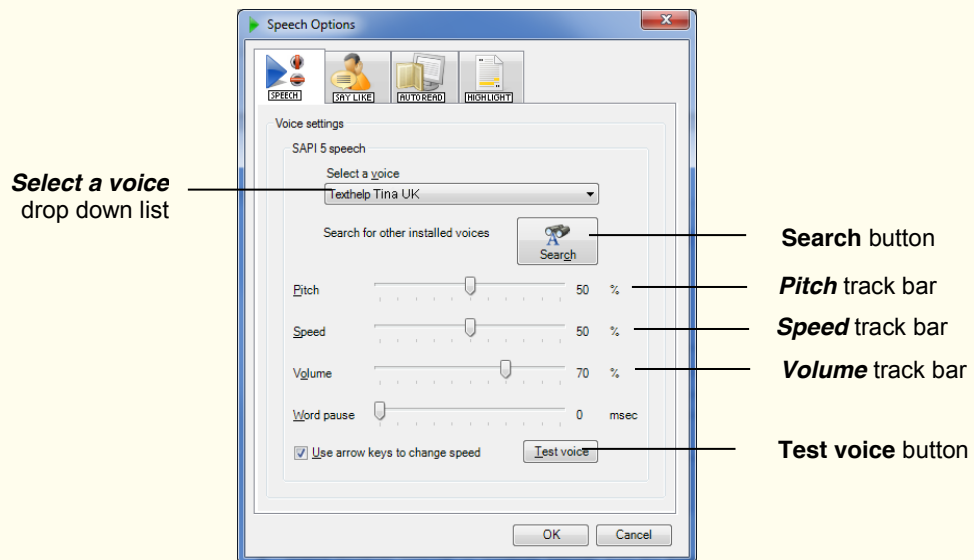 Speech Options
SPEECH SAY LIKE AUTOREAD HIGHLIGHT
Voice settings
SAPI 5 speech
Select a voice
Select a voice
drop down list
Texthelp Tina UK
Search for other installed voices
Search
Search button
Pitch 50 %
Pitch track bar
Speed 50 %
Speed track bar
Volume 70 %
Volume track bar
Word pause 0 msec
Use arrow keys to change speed
Test voice
Test voice button
OK Cancel